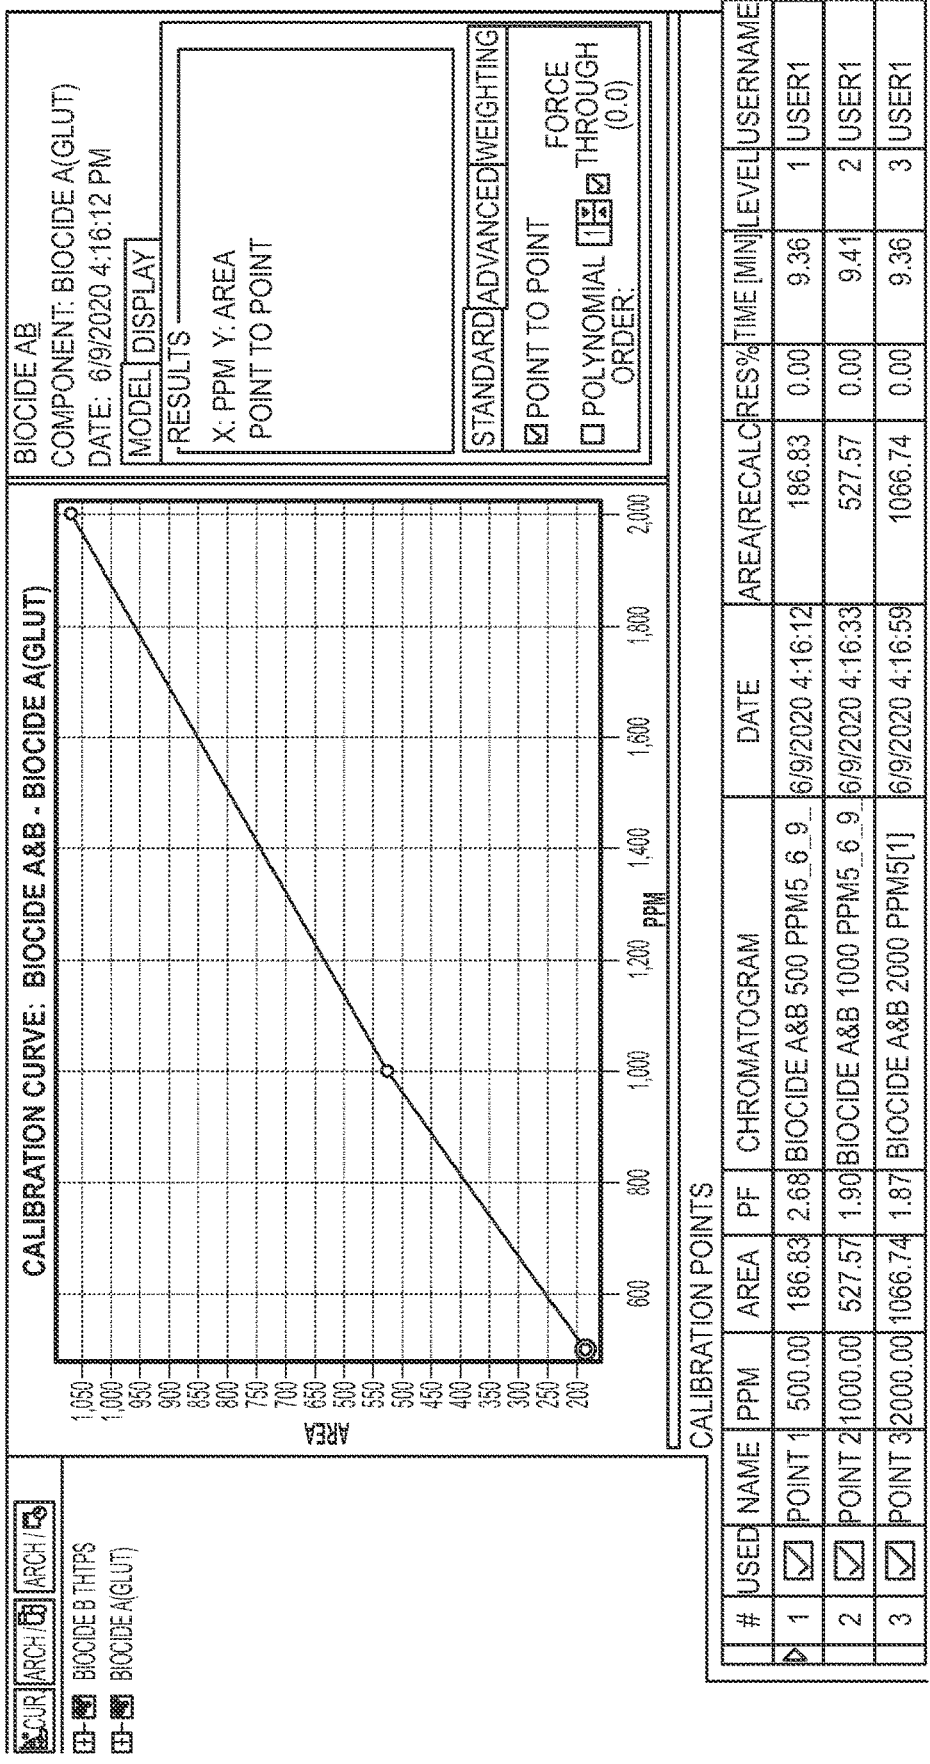 CUR ARCH/ ARCH/
BIOCIDE B THTPS
BIOCIDE A(GLUT)
CALIBRATION CURVE: BIOCIDE A&B - BIOCIDE A(GLUT)
AREA
1,050
1,000
950
900
850
800
750
700
650
600
550
500
450
400
350
300
250
200
600 800 1,000 1,200 1,400 1,600 1,800 2,000
PPM
BIOCIDE AB
COMPONENT: BIOCIDE A(GLUT)
DATE: 6/9/2020 4:16:12 PM
MODEL DISPLAY
RESULTS
X: PPM Y: AREA
POINT TO POINT
STANDARD ADVANCED WEIGHTING
POINT TO POINT
POLYNOMIAL ORDER: 1 FORCE THROUGH (0.0)
CALIBRATION POINTS
# USED NAME PPM AREA PF CHROMATOGRAM DATE AREA(RECALC RES% TIME [MIN] LEVEL USERNAME
1 POINT 1 500.00 186.83 2.68 BIOCIDE A&B 500 PPM5_6_9_ 6/9/2020 4:16:12 186.83 0.00 9.36 1 USER1
2 POINT 2 1000.00 527.57 1.90 BIOCIDE A&B 1000 PPM5_6_9_ 6/9/2020 4:16:33 527.57 0.00 9.41 2 USER1
3 POINT 3 2000.00 1066.74 1.87 BIOCIDE A&B 2000 PPM5[1] 6/9/2020 4:16:59 1066.74 0.00 9.36 3 USER1